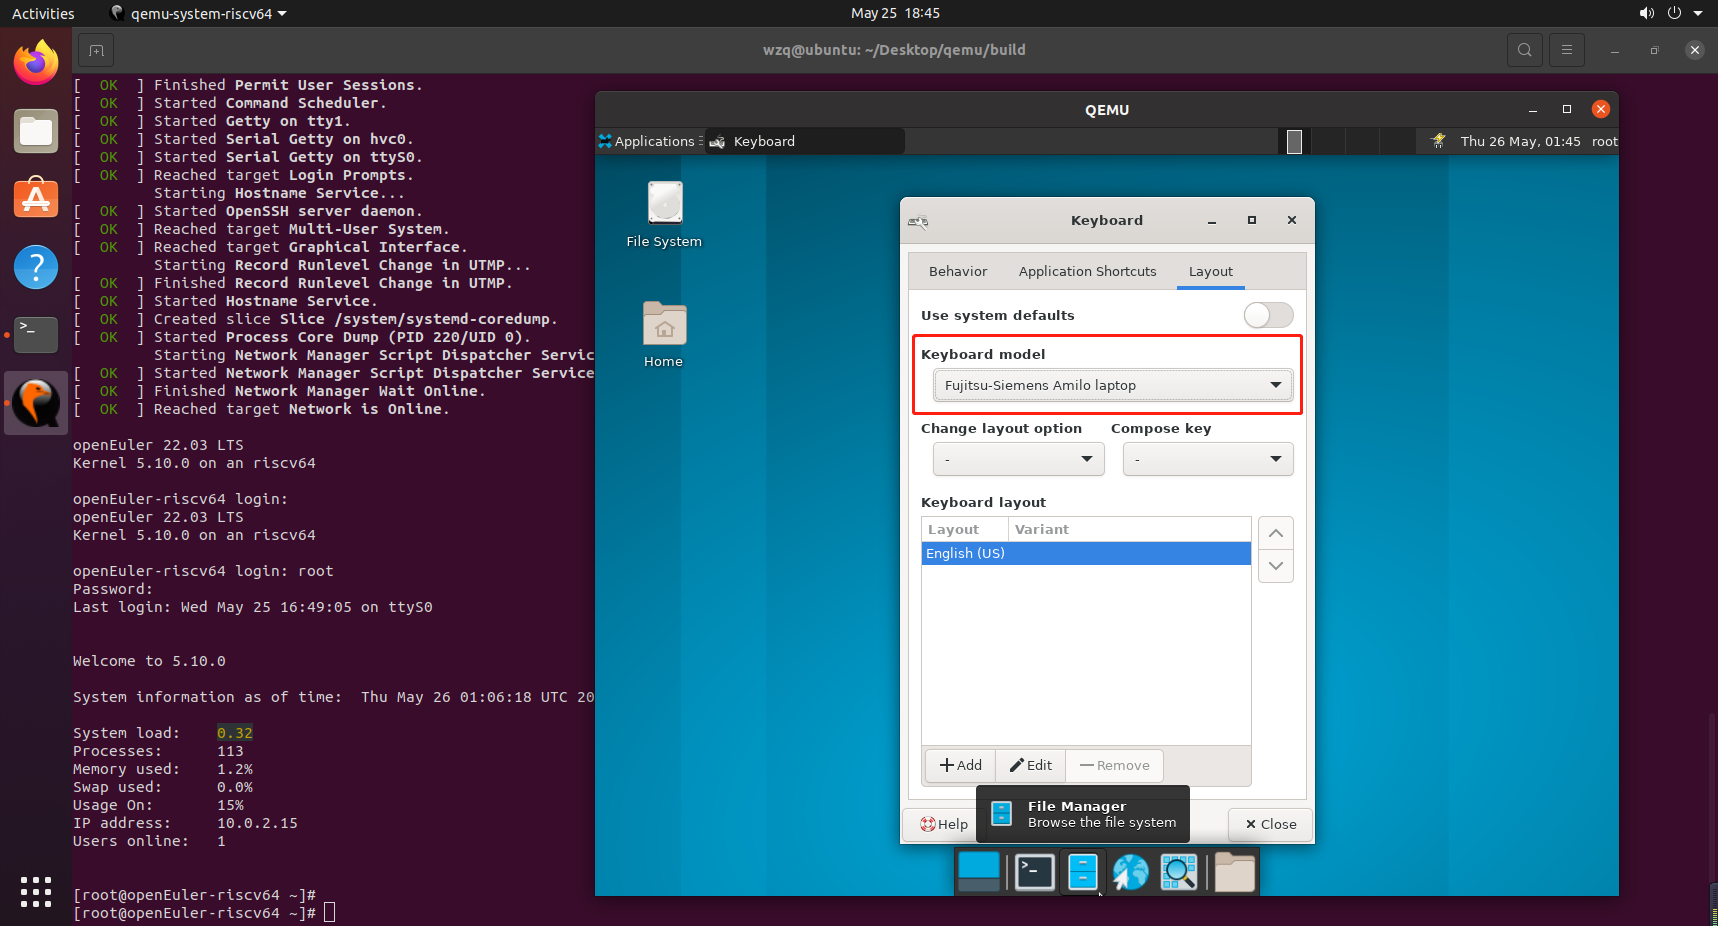 Activities
qemu-system-riscv64
May 25 18:45
wzq@ubuntu: ~/Desktop/qemu/build
[ OK ] Finished Permit User Sessions.
[ OK ] Started Command Scheduler.
[ OK ] Started Getty on tty1.
[ OK ] Started Serial Getty on hvc0.
[ OK ] Started Serial Getty on ttyS0.
[ OK ] Reached target Login Prompts.
Starting Hostname Service...
[ OK ] Started OpenSSH server daemon.
[ OK ] Reached target Multi-User System.
[ OK ] Reached target Graphical Interface.
Starting Record Runlevel Change in UTMP...
[ OK ] Finished Record Runlevel Change in UTMP.
[ OK ] Started Hostname Service.
[ OK ] Created slice Slice /system/systemd-coredump.
[ OK ] Started Process Core Dump (PID 220/UID 0).
Starting Network Manager Script Dispatcher Servic
[ OK ] Started Network Manager Script Dispatcher Service
[ OK ] Finished Network Manager Wait Online.
[ OK ] Reached target Network is Online.
openEuler 22.03 LTS
Kernel 5.10.0 on an riscv64
openEuler-riscv64 login:
openEuler 22.03 LTS
Kernel 5.10.0 on an riscv64
openEuler-riscv64 login: root
Password:
Last login: Wed May 25 16:49:05 on ttyS0
Welcome to 5.10.0
System information as of time: Thu May 26 01:06:18 UTC 20
System load: 0.32
Processes: 113
Memory used: 1.2%
Swap used: 0.0%
Usage On: 15%
IP address: 10.0.2.15
Users online: 1
[root@openEuler-riscv64 ~]#
[root@openEuler-riscv64 ~]#
QEMU
Applications
Keyboard
Thu 26 May, 01:45
root
File System
Home
Keyboard
Behavior
Application Shortcuts
Layout
Use system defaults
Keyboard model
Fujitsu-Siemens Amilo laptop
Change layout option
Compose key
-
-
Keyboard layout
Layout
Variant
English (US)
Add
Edit
Remove
File Manager
Browse the file system
Help
Close